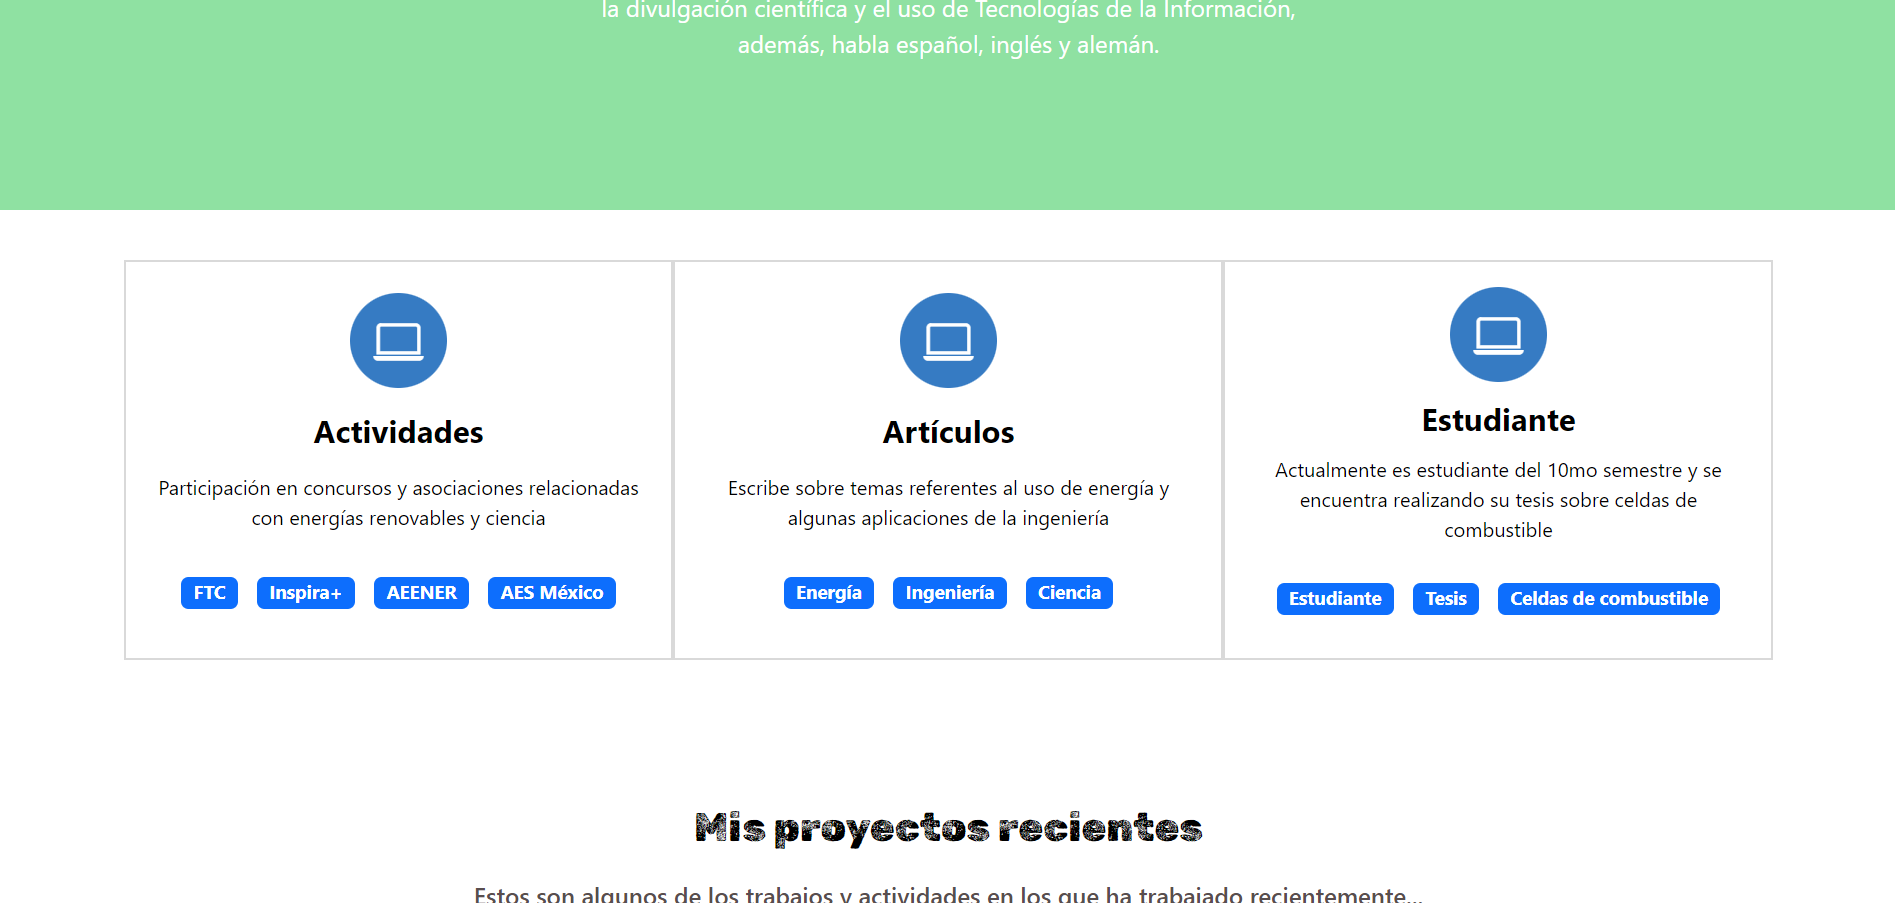 la divulgación científica y el uso de Tecnologías de la Información,
además, habla español, inglés y alemán.
Actividades
Participación en concursos y asociaciones relacionadas
con energías renovables y ciencia
FTC Inspira+ AEENER AES México
Artículos
Escribe sobre temas referentes al uso de energía y
algunas aplicaciones de la ingeniería
Energía Ingeniería Ciencia
Estudiante
Actualmente es estudiante del 10mo semestre y se
encuentra realizando su tesis sobre celdas de
combustible
Estudiante Tesis Celdas de combustible
Mis proyectos recientes
Estos son algunos de los trabajos y actividades en los que ha trabajado recientemente...